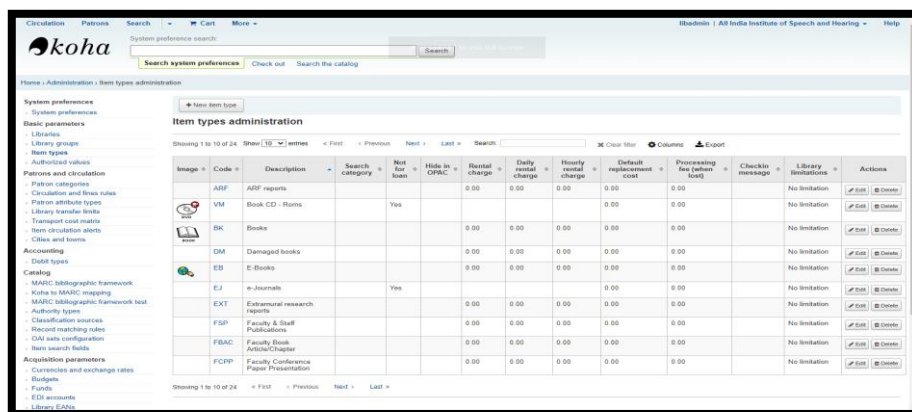 Circulation Patrons Search Cart More libadmin | All India Institute of Speech and Hearing Help
koha
System preference search:
Search
Search system preferences Check out Search the catalog
Home › Administration › Item types administration
System preferences
System preferences
Basic parameters
Libraries
Library groups
Item types
Authorized values
Patrons and circulation
Patron categories
Circulation and fines rules
Patron attribute types
Library transfer limits
Transport cost matrix
Item circulation alerts
Cities and towns
Accounting
Debit types
Catalog
MARC bibliographic framework
Koha to MARC mapping
MARC bibliographic framework test
Authority types
Classification sources
Record matching rules
OAI sets configuration
Item search fields
Acquisition parameters
Currencies and exchange rates
Budgets
Funds
EDI accounts
Library EANs
+ New item type
Item types administration
Showing 1 to 10 of 24 Show 10 entries « First ‹ Previous Next › Last » Search: Clear filter Columns Export
Image Code Description Search category Not for loan Hide in OPAC Rental charge Daily rental charge Hourly rental charge Default replacement cost Processing fee (when lost) Checkin message Library limitations Actions
ARF ARF reports 0.00 0.00 0.00 0.00 0.00 No limitation Edit Delete
VM Book CD - Roms Yes 0.00 0.00 No limitation Edit Delete
BOOK BK Books 0.00 0.00 0.00 0.00 0.00 No limitation Edit Delete
DM Damaged books 0.00 0.00 0.00 0.00 0.00 No limitation Edit Delete
EB E-Books 0.00 0.00 0.00 0.00 0.00 No limitation Edit Delete
EJ e-Journals Yes 0.00 0.00 No limitation Edit Delete
EXT Extramural research reports 0.00 0.00 0.00 0.00 0.00 No limitation Edit Delete
FSP Faculty & Staff Publications 0.00 0.00 0.00 0.00 0.00 No limitation Edit Delete
FBAC Faculty Book Article/Chapter 0.00 0.00 0.00 0.00 0.00 No limitation Edit Delete
FCPP Faculty Conference Paper Presentation 0.00 0.00 0.00 0.00 0.00 No limitation Edit Delete
Showing 1 to 10 of 24 « First ‹ Previous Next › Last »